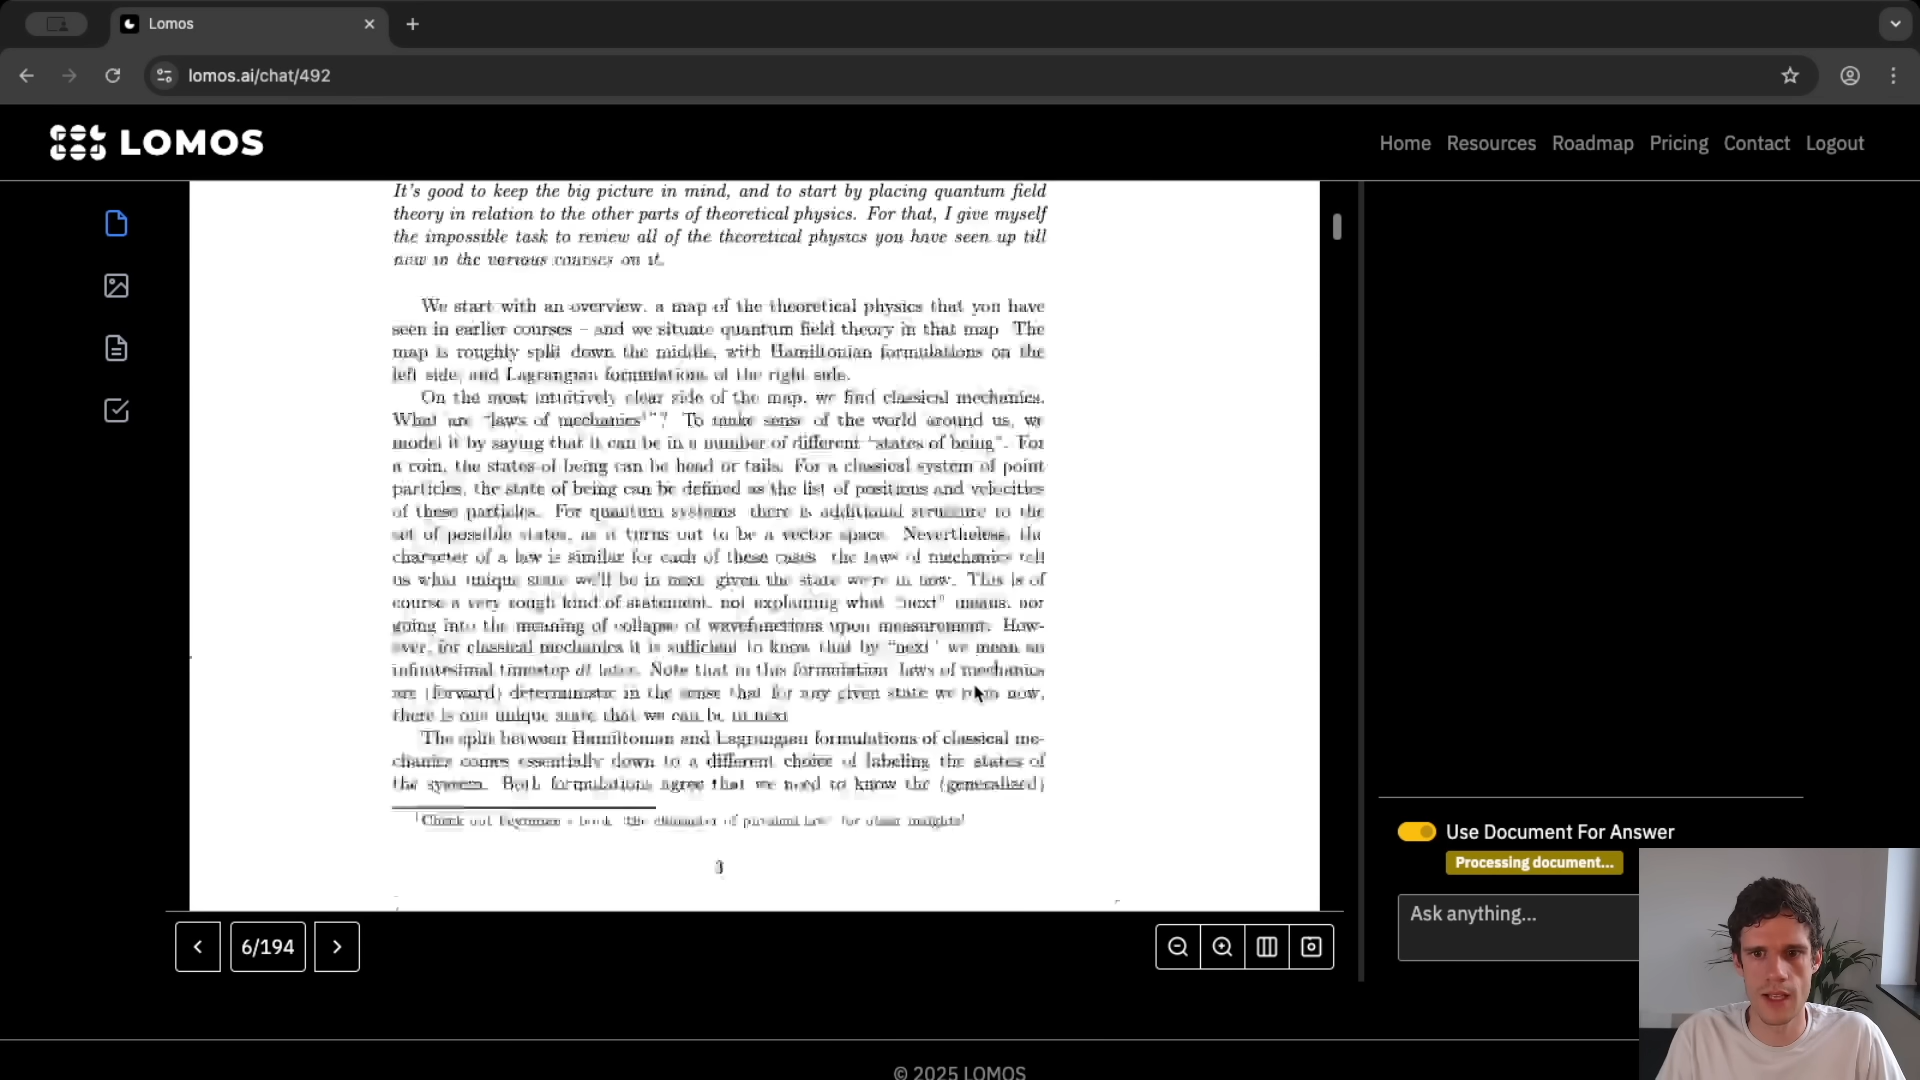 Lomos
lomos.ai/chat/492
LOMOS
Home Resources Roadmap Pricing Contact Logout
It's good to keep the big picture in mind, and to start by placing quantum field
theory in relation to the other parts of theoretical physics. For that, I give myself
the impossible task to review all of the theoretical physics you have seen up till
now in the various courses on it.
We start with an overview, a map of the theoretical physics that you have
seen in earlier courses – and we situate quantum field theory in that map. The
map is roughly split down the middle, with Hamiltonian formulations on the
left side, and Lagrangian formulations of the right side.
On the most intuitively clear side of the map, we find classical mechanics.
What are "laws of mechanics¹"? To make sense of the world around us, we
model it by saying that it can be in a number of different "states of being". For
a coin, the states of being can be head or tails. For a classical system of point
particles, the state of being can be defined as the list of positions and velocities
of these particles. For quantum systems there is additional structure to the
set of possible states, as it turns out to be a vector space. Nevertheless, the
character of a law is similar for each of these cases: the laws of mechanics tell
us what unique state we'll be in next, given the state we're in now. This is of
course a very rough kind of statement, not explaining what "next" means, nor
going into the meaning of collapse of wavefunctions upon measurement. How-
ever, for classical mechanics it is sufficient to know that by "next" we mean an
infinitesimal timestep dt later. Note that in this formulation, laws of mechanics
are (forward) deterministic in the sense that for any given state we are in now,
there is one unique state that we can be in next.
The split between Hamiltonian and Lagrangian formulations of classical me-
chanics comes essentially down to a different choice of labeling the states of
the system. Both formulations agree that we need to know the (generalised)
¹Check out Feynman's book "the character of physical law" for other insights!
3
6/194
Use Document For Answer
Processing document...
Ask anything...
© 2025 LOMOS